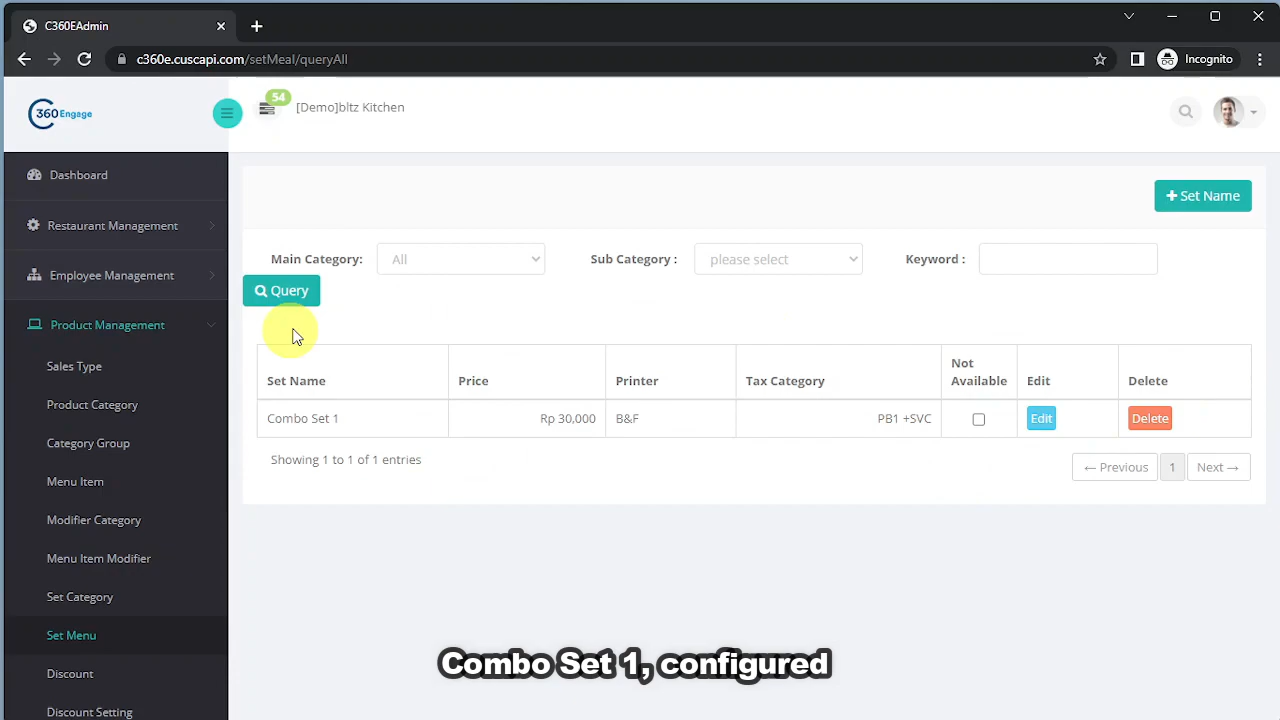 C360EAdmin
c360e.cuscapi.com/setMeal/queryAll
Incognito
360 Engage
54
[Demo]bltz Kitchen
Dashboard
Restaurant Management
Employee Management
Product Management
Sales Type
Product Category
Category Group
Menu Item
Modifier Category
Menu Item Modifier
Set Category
Set Menu
Discount
Discount Setting
+ Set Name
Main Category: All Sub Category : please select Keyword :
Query
Set Name Price Printer Tax Category Not Available Edit Delete
Combo Set 1 Rp 30,000 B&F PB1 +SVC Edit Delete
Showing 1 to 1 of 1 entries
← Previous 1 Next →
Combo Set 1, configured